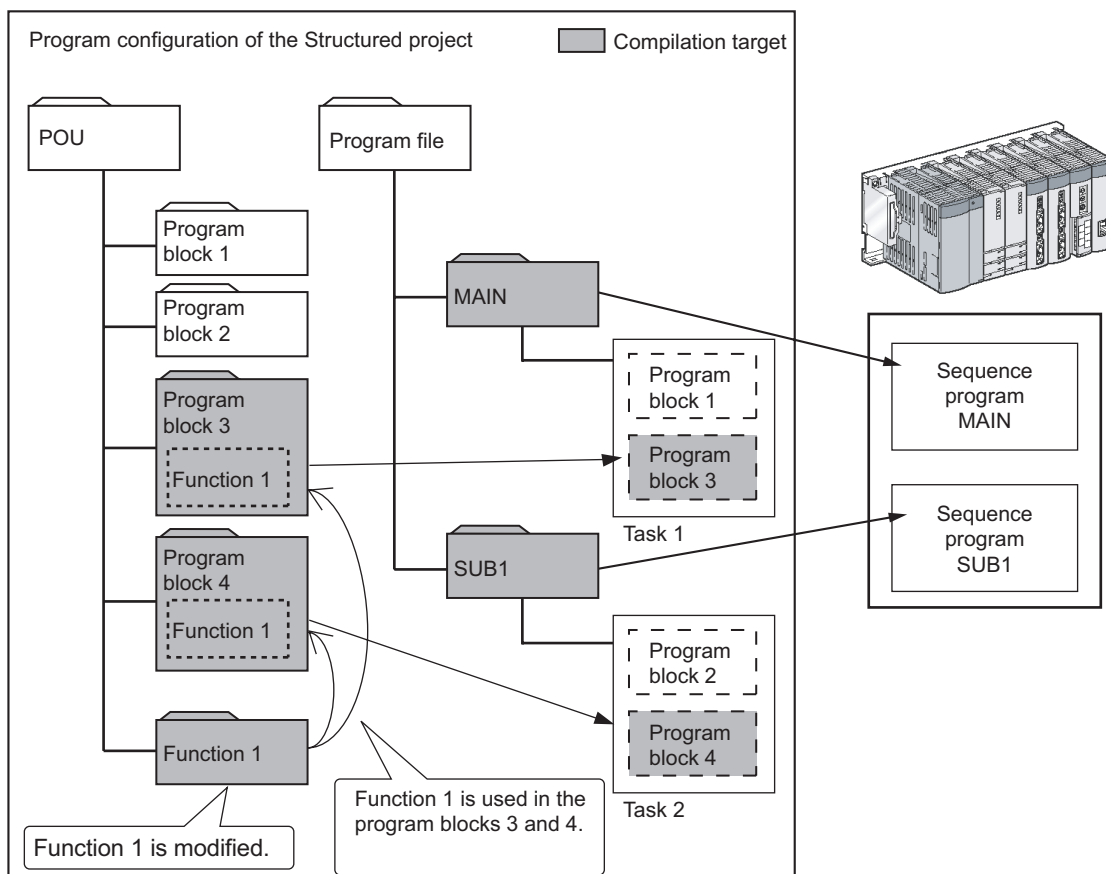 Program configuration of the Structured project
Compilation target
POU
Program
block 1
Program
block 2
Program
block 3
Function 1
Program
block 4
Function 1
Function 1
Function 1 is modified.
Function 1 is used in the
program blocks 3 and 4.
Program file
MAIN
Program
block 1
Program
block 3
Task 1
SUB1
Program
block 2
Program
block 4
Task 2
Sequence
program
MAIN
Sequence
program
SUB1